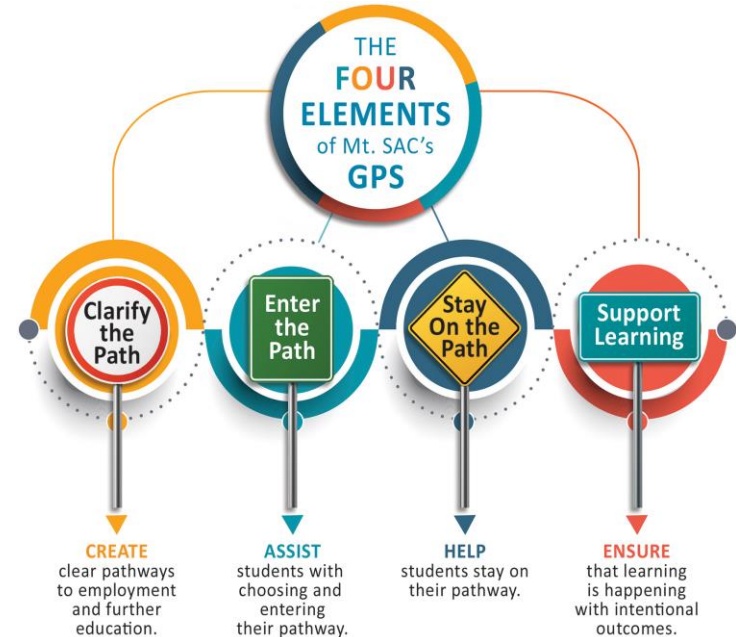 THE
FOUR
ELEMENTS
of Mt. SAC's
GPS
Clarify
the
Path
Enter
the
Path
Stay
On the
Path
Support
Learning
CREATE
clear pathways
to employment
and further
education.
ASSIST
students with
choosing and
entering
their pathway.
HELP
students stay on
their pathway.
ENSURE
that learning
is happening
with intentional
outcomes.